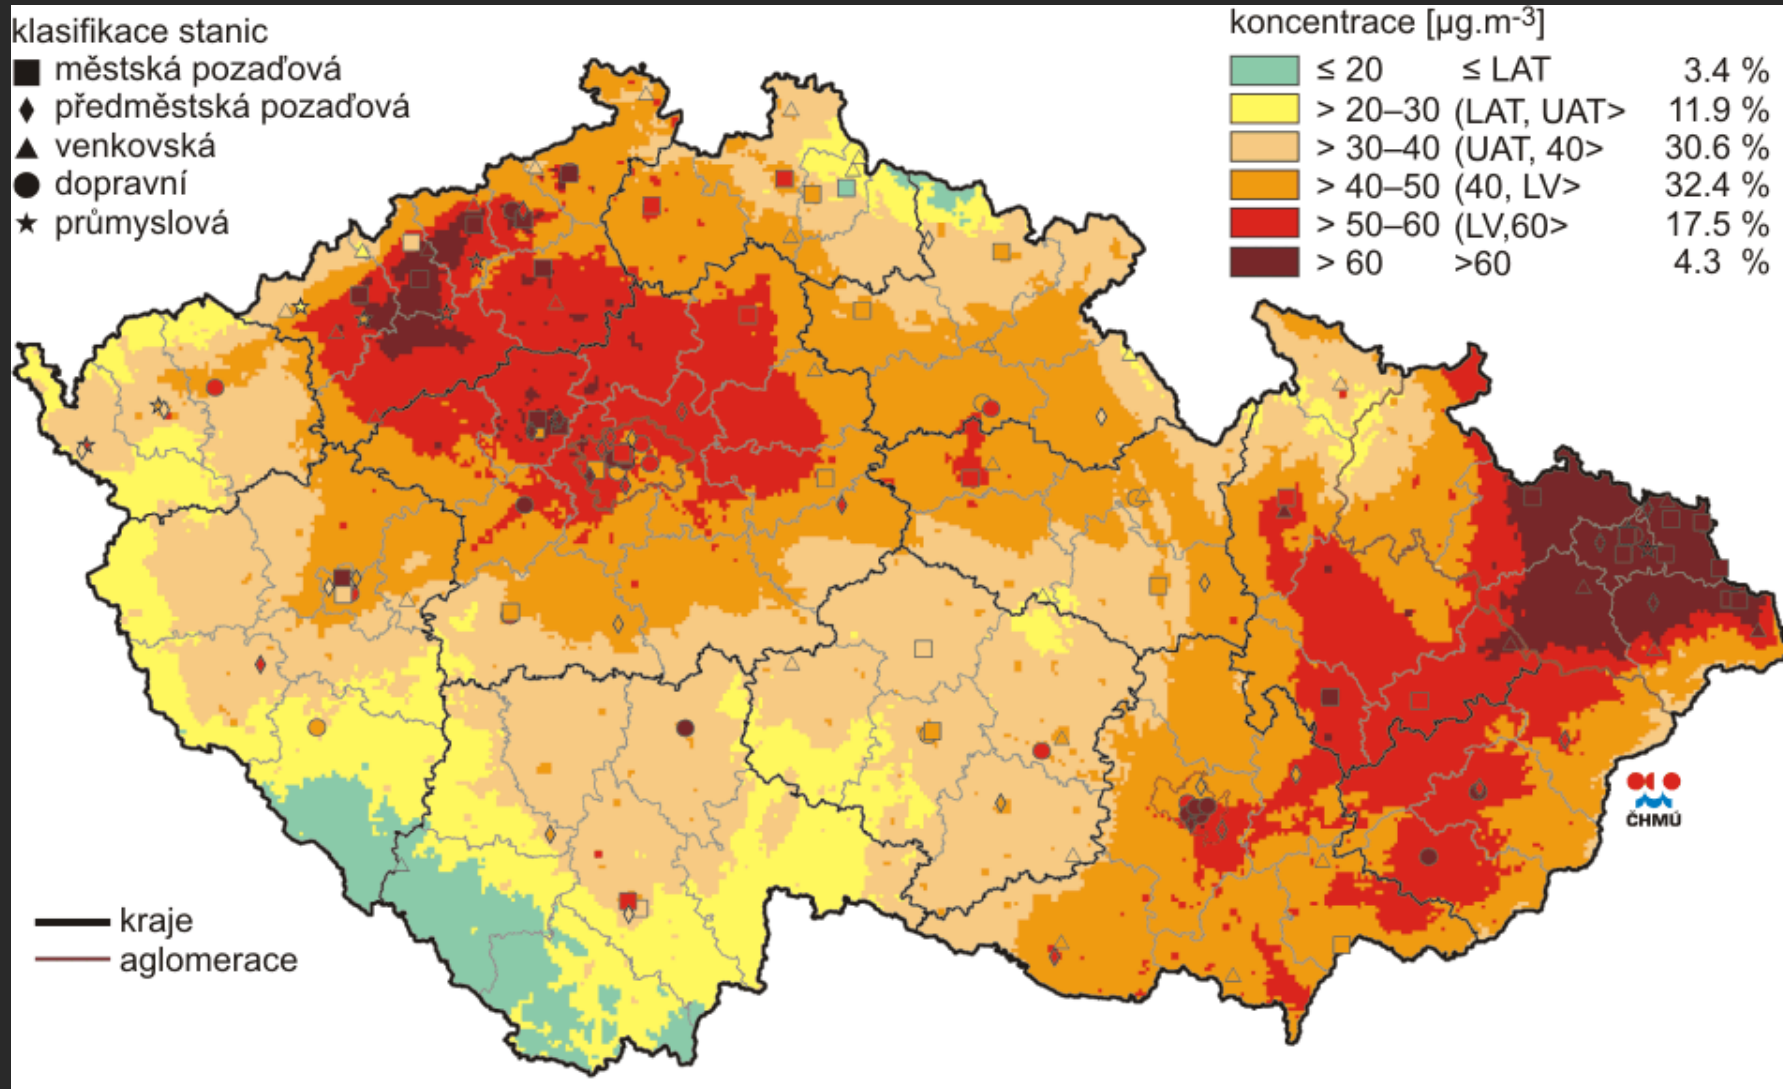 klasifikace stanic
městská pozaďová
předměstská pozaďová
venkovská
dopravní
průmyslová
koncentrace [µg.m-3]
≤ 20 ≤ LAT 3.4 %
> 20–30 (LAT, UAT> 11.9 %
> 30–40 (UAT, 40> 30.6 %
> 40–50 (40, LV> 32.4 %
> 50–60 (LV,60> 17.5 %
> 60 >60 4.3 %
ČHMÚ
kraje
aglomerace